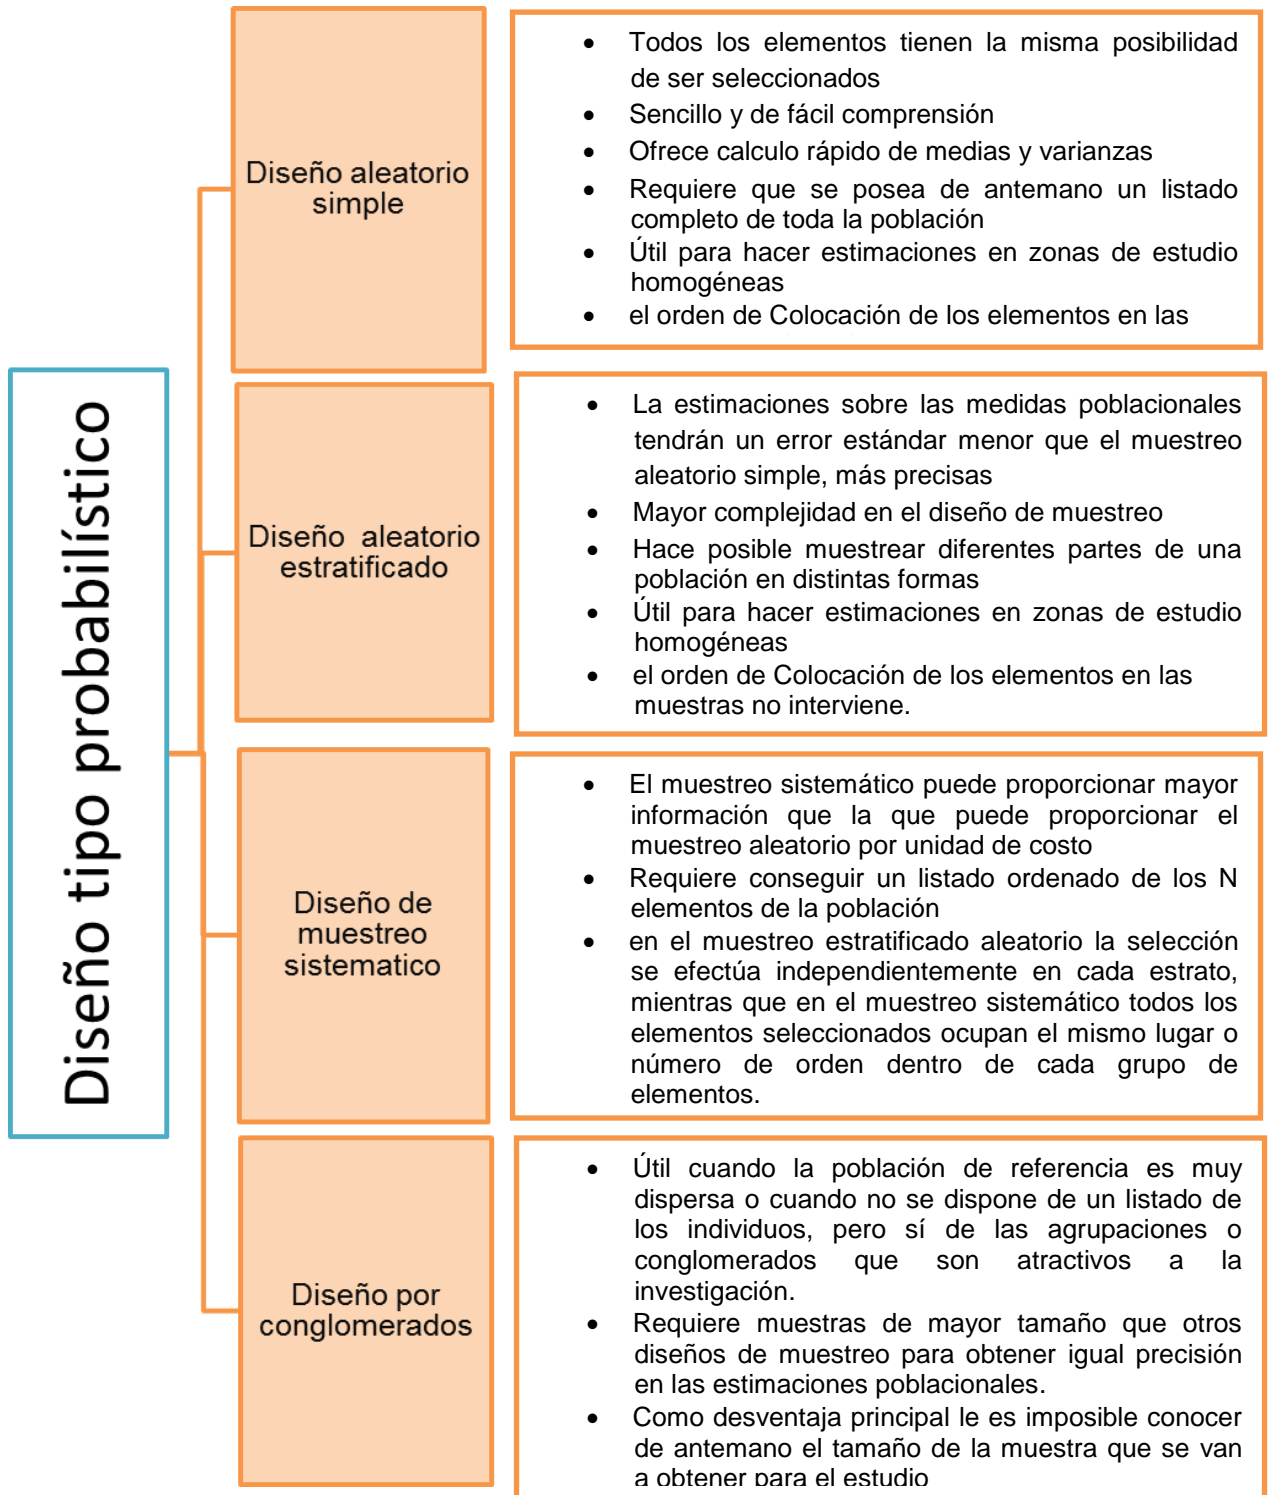 Diseño tipo probabilístico
Diseño aleatorio
simple
• Todos los elementos tienen la misma posibilidad
de ser seleccionados
• Sencillo y de fácil comprensión
• Ofrece calculo rápido de medias y varianzas
• Requiere que se posea de antemano un listado
completo de toda la población
• Útil para hacer estimaciones en zonas de estudio
homogéneas
• el orden de Colocación de los elementos en las
Diseño aleatorio
estratificado
• La estimaciones sobre las medidas poblacionales
tendrán un error estándar menor que el muestreo
aleatorio simple, más precisas
• Mayor complejidad en el diseño de muestreo
• Hace posible muestrear diferentes partes de una
población en distintas formas
• Útil para hacer estimaciones en zonas de estudio
homogéneas
• el orden de Colocación de los elementos en las
muestras no interviene.
Diseño de
muestreo
sistematico
• El muestreo sistemático puede proporcionar mayor
información que la que puede proporcionar el
muestreo aleatorio por unidad de costo
• Requiere conseguir un listado ordenado de los N
elementos de la población
• en el muestreo estratificado aleatorio la selección
se efectúa independientemente en cada estrato,
mientras que en el muestreo sistemático todos los
elementos seleccionados ocupan el mismo lugar o
número de orden dentro de cada grupo de
elementos.
Diseño por
conglomerados
• Útil cuando la población de referencia es muy
dispersa o cuando no se dispone de un listado de
los individuos, pero sí de las agrupaciones o
conglomerados que son atractivos a la
investigación.
• Requiere muestras de mayor tamaño que otros
diseños de muestreo para obtener igual precisión
en las estimaciones poblacionales.
• Como desventaja principal le es imposible conocer
de antemano el tamaño de la muestra que se van
a obtener para el estudio